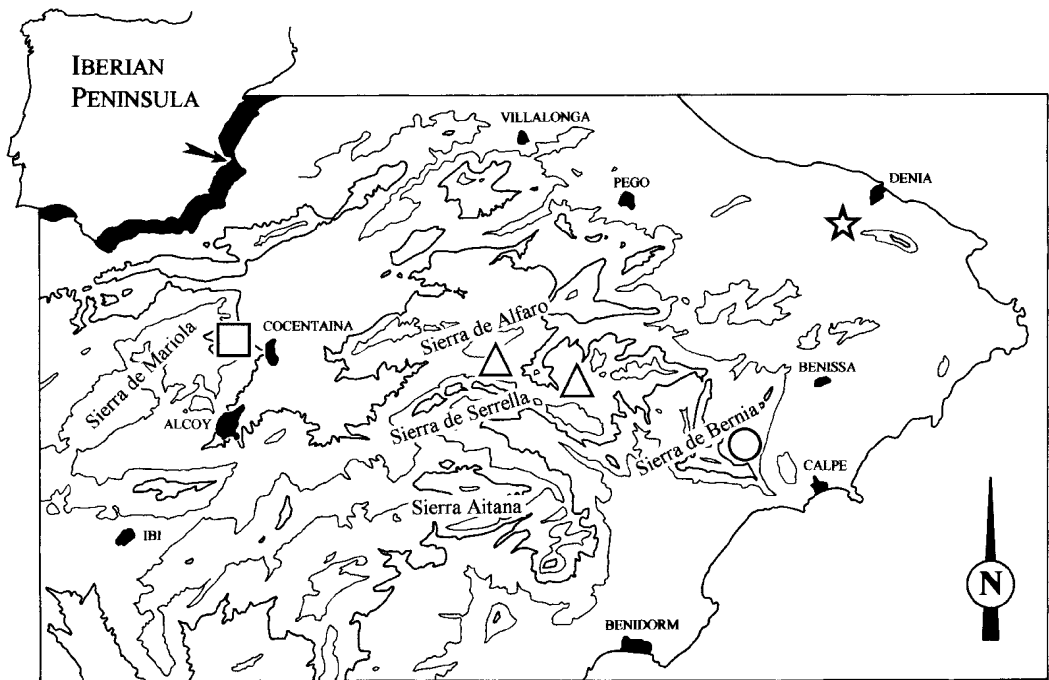 IBERIAN
PENINSULA
VILLALONGA
PEGO
DENIA
Sierra de Mariola
COCENTAINA
Sierra de Alfaro
BENISSA
ALCOY
Sierra de Serrella
Sierra de Bernia
CALPE
Sierra Aitana
IBI
N
BENIDORM